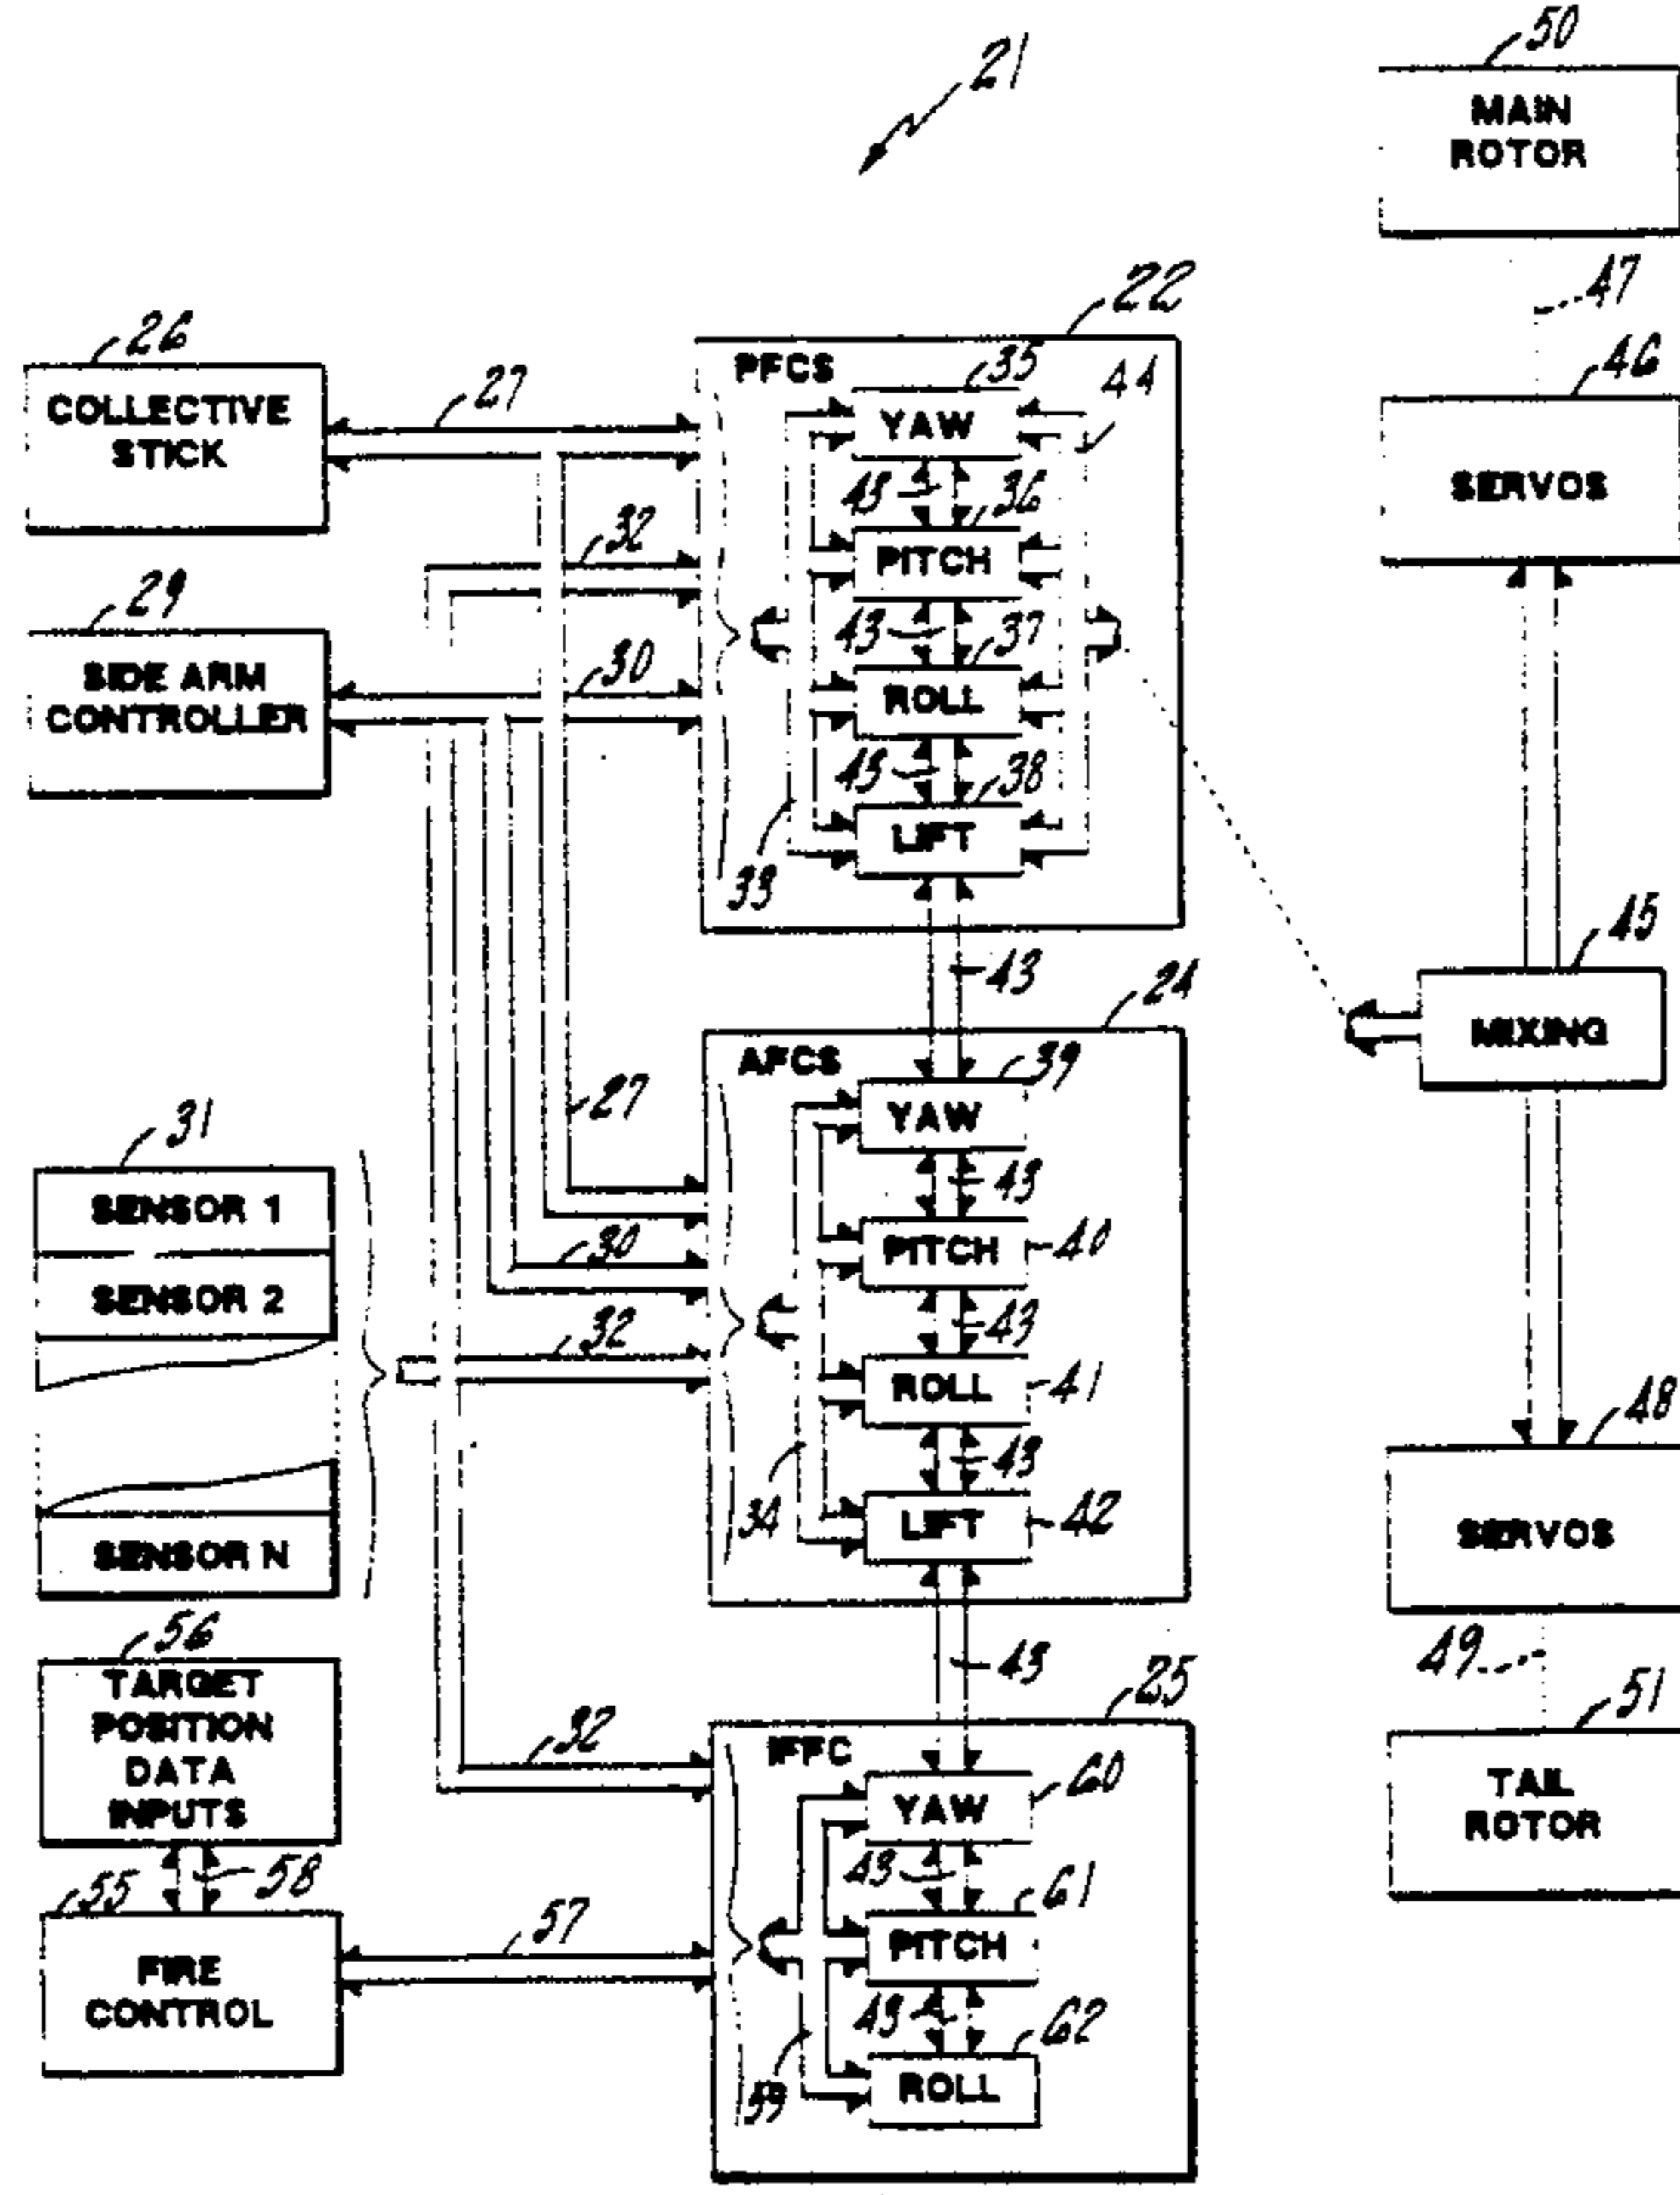 21
50
MAIN
ROTOR
47
46
SERVOS
26
COLLECTIVE
STICK
27
32
29
SIDE ARM
CONTROLLER
30
22
PFCS
35
YAW
44
43
36
PITCH
43
37
ROLL
43
38
LIFT
33
43
45
MIXING
24
AFCS
39
YAW
43
PITCH
40
43
ROLL
41
43
LIFT
42
34
27
30
32
31
SENSOR 1
SENSOR 2
SENSOR N
48
SERVOS
49
51
TAIL
ROTOR
43
56
TARGET
POSITION
DATA
INPUTS
58
55
FIRE
CONTROL
57
32
25
IFFC
YAW
60
43
61
PITCH
43
62
ROLL
59